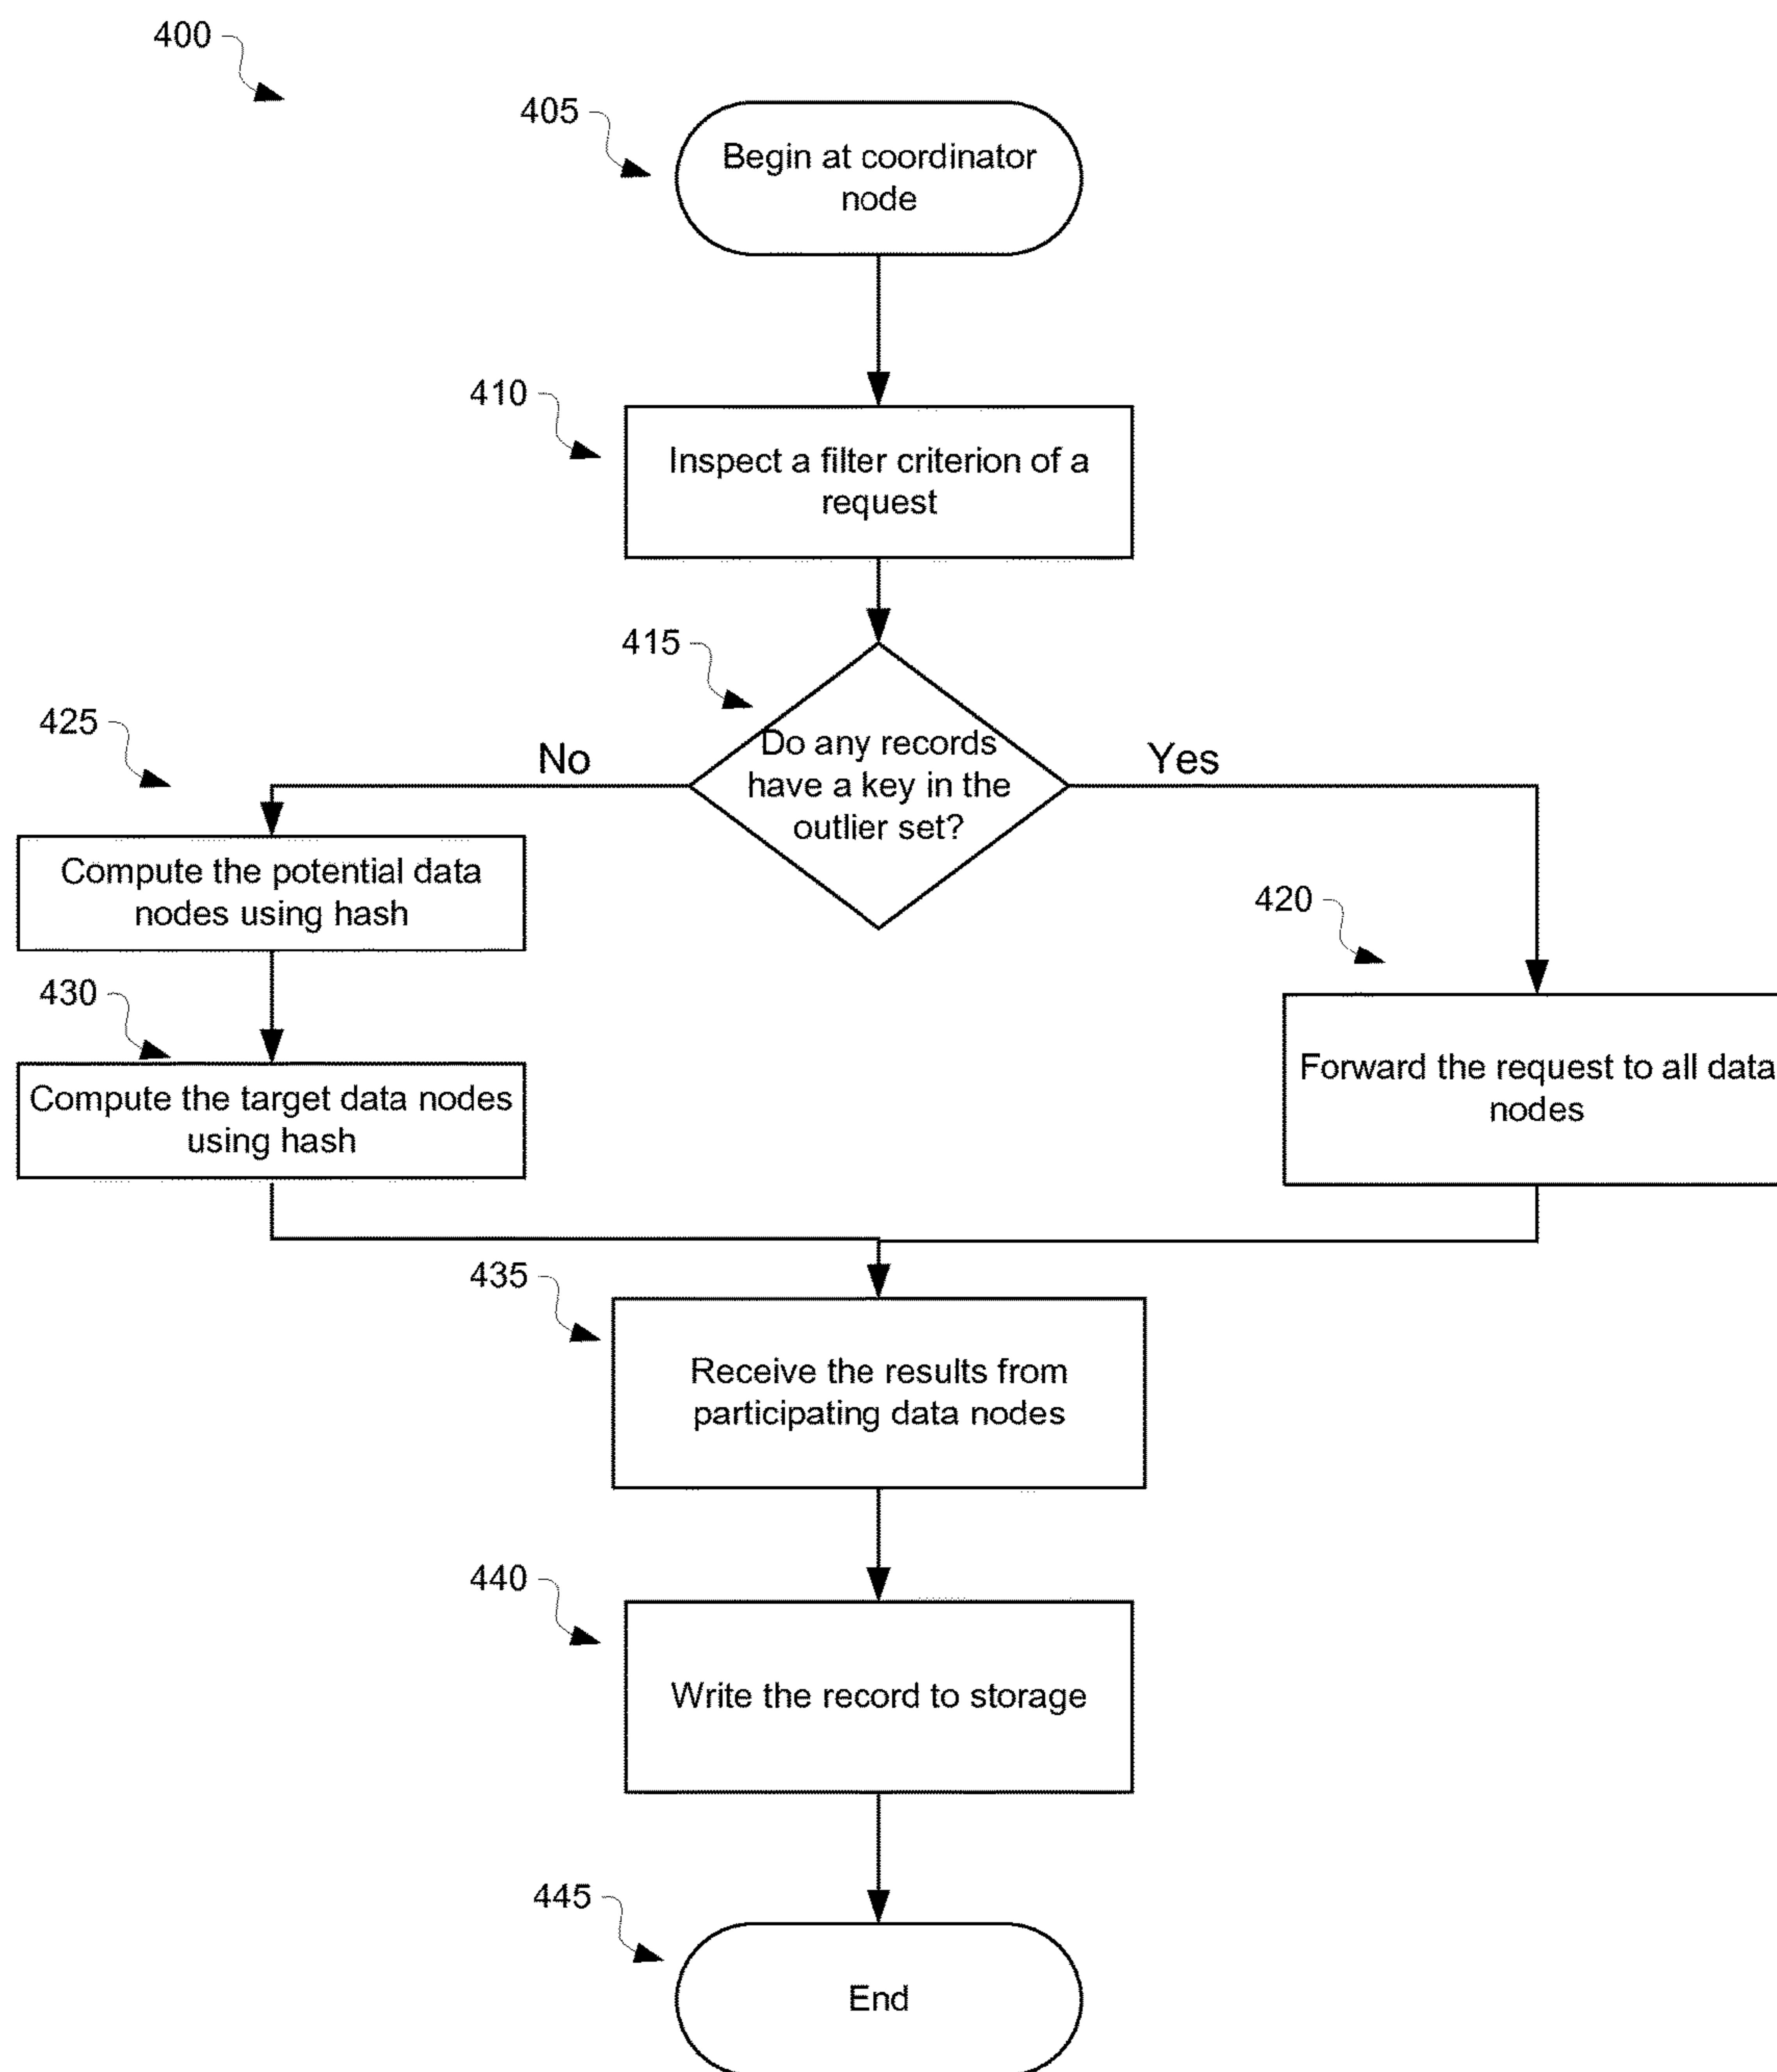 400
405
Begin at coordinator
node
410
Inspect a filter criterion of a
request
415
Do any records
have a key in the
outlier set?
No
Yes
425
Compute the potential data
nodes using hash
420
Forward the request to all data
nodes
430
Compute the target data nodes
using hash
435
Receive the results from
participating data nodes
440
Write the record to storage
445
End